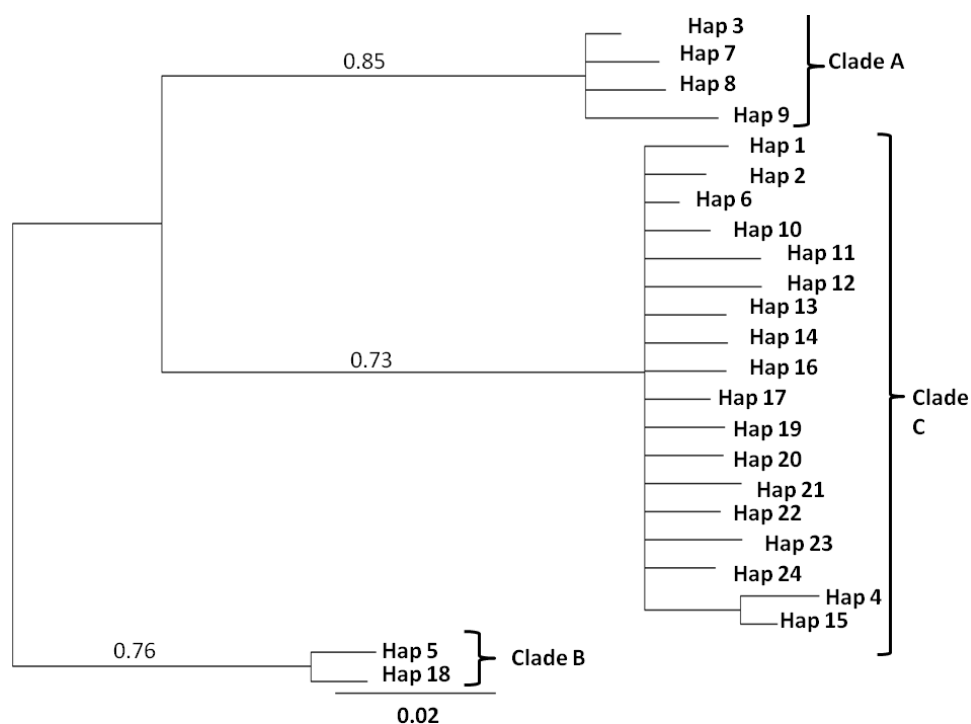 Hap 3
0.85
Hap 7
Clade A
Hap 8
Hap 9
Hap 1
Hap 2
Hap 6
Hap 10
Hap 11
Hap 12
Hap 13
Hap 14
0.73
Hap 16
Hap 17
Clade
C
Hap 19
Hap 20
Hap 21
Hap 22
Hap 23
Hap 24
Hap 4
Hap 15
0.76
Hap 5
Clade B
Hap 18
0.02